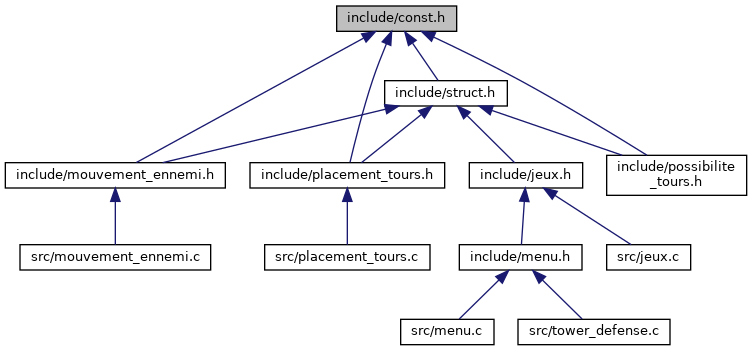 include/const.h
include/struct.h
include/mouvement_ennemi.h
include/placement_tours.h
include/jeux.h
include/possibilite
_tours.h
src/mouvement_ennemi.c
src/placement_tours.c
include/menu.h
src/jeux.c
src/menu.c
src/tower_defense.c